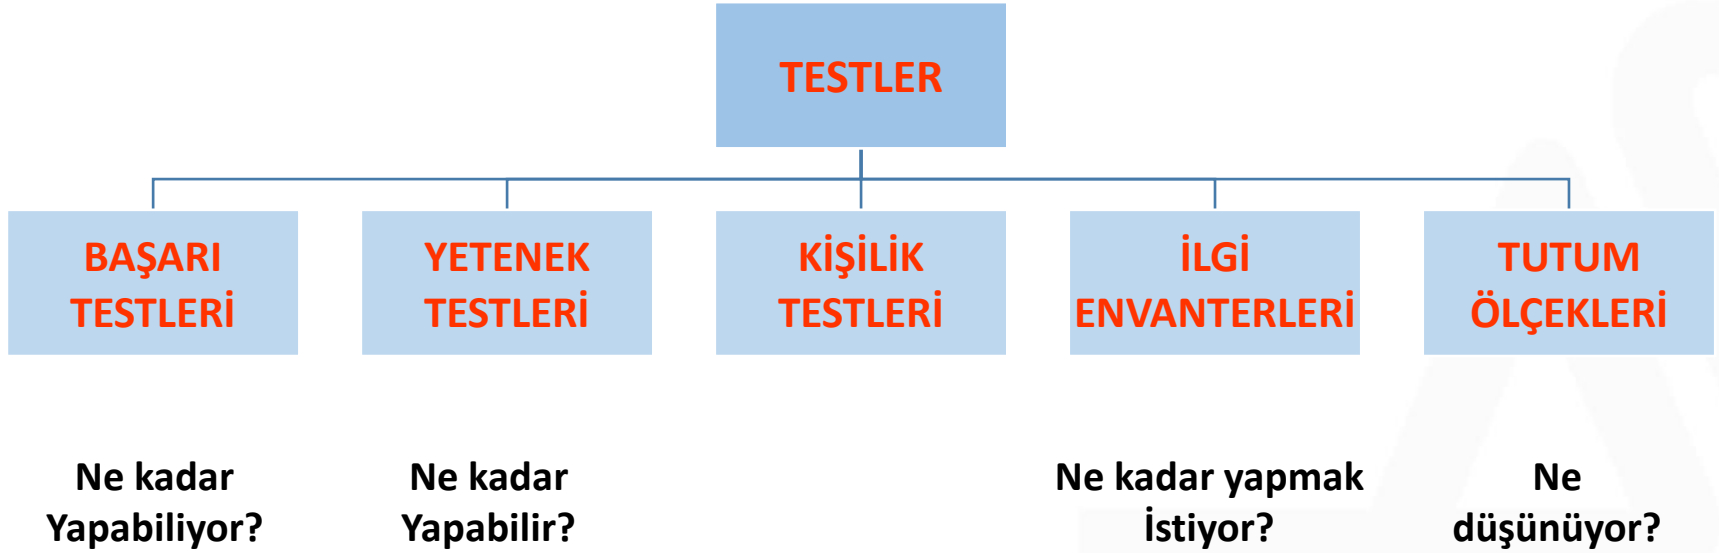 TESTLER
BAŞARI
TESTLERİ
YETENEK
TESTLERİ
KİŞİLİK
TESTLERİ
İLGİ
ENVANTERLERİ
TUTUM
ÖLÇEKLERİ
Ne kadar
Yapabiliyor?
Ne kadar
Yapabilir?
Ne kadar yapmak
İstiyor?
Ne
düşünüyor?